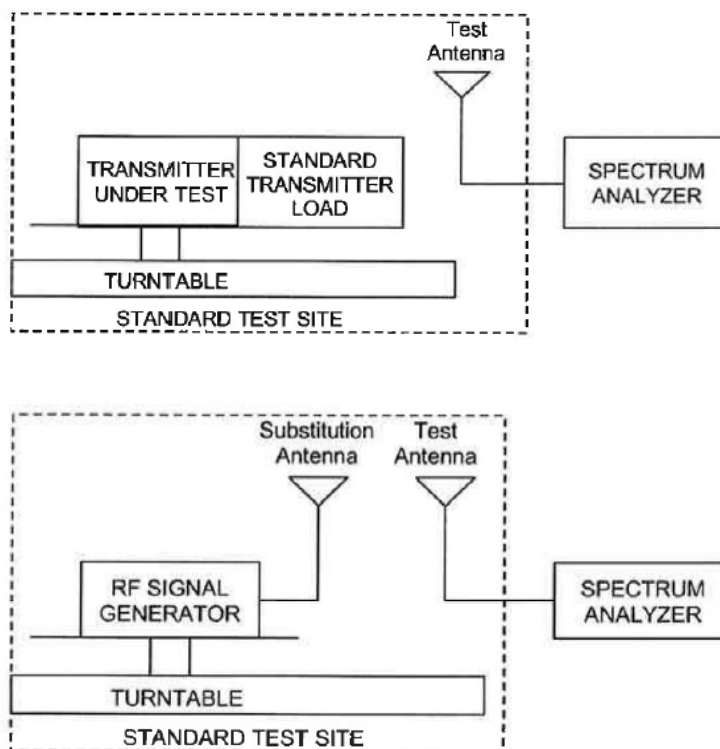 Test
Antenna
TRANSMITTER
UNDER TEST
STANDARD
TRANSMITTER
LOAD
SPECTRUM
ANALYZER
TURNTABLE
STANDARD TEST SITE
Substitution
Antenna
Test
Antenna
RF SIGNAL
GENERATOR
SPECTRUM
ANALYZER
TURNTABLE
STANDARD TEST SITE